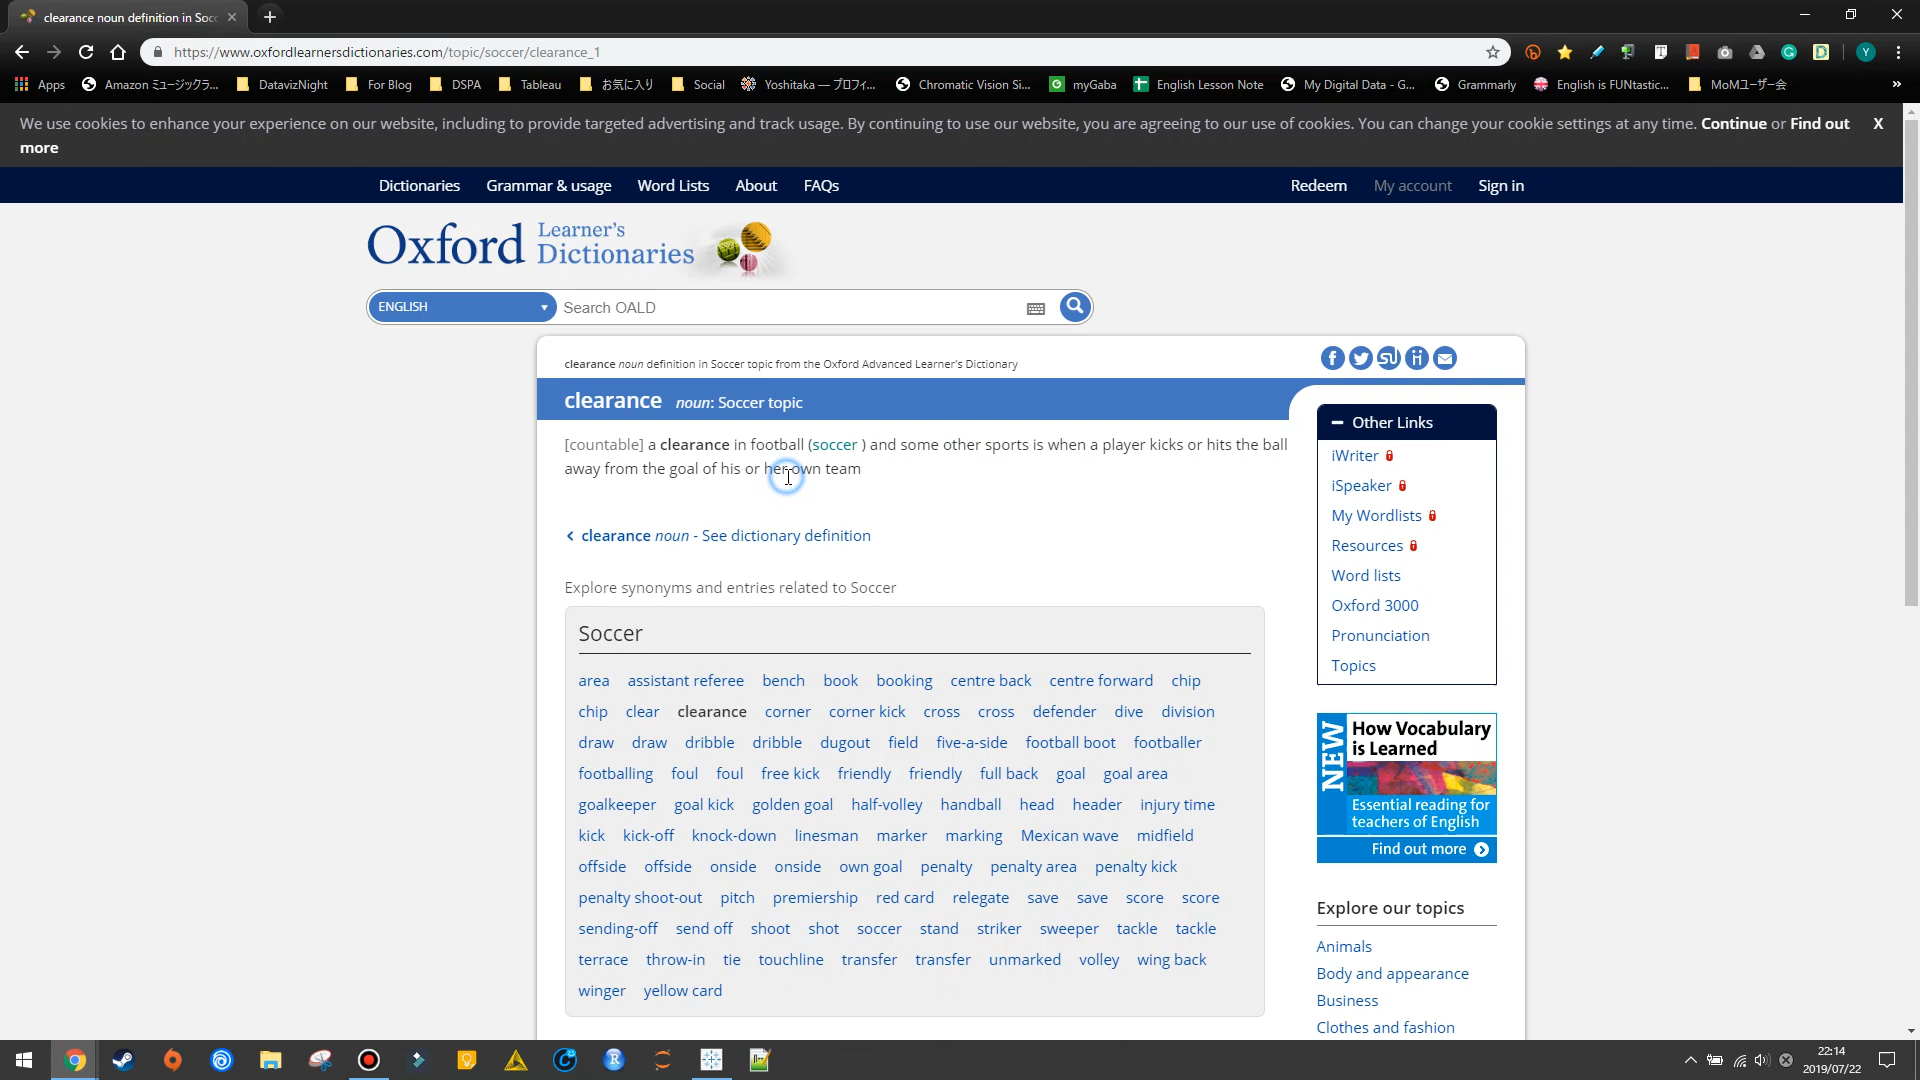 clearance noun definition in Soc
https://www.oxfordlearnersdictionaries.com/topic/soccer/clearance_1
Apps Amazon ミュージックラ... DatavizNight For Blog DSPA Tableau お気に入り Social Yoshitaka — プロフィ... Chromatic Vision Si... myGaba English Lesson Note My Digital Data - G... Grammarly English is FUNtastic... MoMユーザー会 »
We use cookies to enhance your experience on our website, including to provide targeted advertising and track usage. By continuing to use our website, you are agreeing to our use of cookies. You can change your cookie settings at any time. Continue or Find out X
more
Dictionaries Grammar & usage Word Lists About FAQs Redeem My account Sign in
Oxford Learner's Dictionaries
ENGLISH Search OALD
clearance noun definition in Soccer topic from the Oxford Advanced Learner's Dictionary
clearance noun: Soccer topic
[countable] a clearance in football (soccer ) and some other sports is when a player kicks or hits the ball
away from the goal of his or her own team
clearance noun - See dictionary definition
Explore synonyms and entries related to Soccer
Soccer
area assistant referee bench book booking centre back centre forward chip
chip clear clearance corner corner kick cross cross defender dive division
draw draw dribble dribble dugout field five-a-side football boot footballer
footballing foul foul free kick friendly friendly full back goal goal area
goalkeeper goal kick golden goal half-volley handball head header injury time
kick kick-off knock-down linesman marker marking Mexican wave midfield
offside offside onside onside own goal penalty penalty area penalty kick
penalty shoot-out pitch premiership red card relegate save save score score
sending-off send off shoot shot soccer stand striker sweeper tackle tackle
terrace throw-in tie touchline transfer transfer unmarked volley wing back
winger yellow card
Other Links
iWriter
iSpeaker
My Wordlists
Resources
Word lists
Oxford 3000
Pronunciation
Topics
NEW
How Vocabulary
is Learned
Essential reading for
teachers of English
Find out more
Explore our topics
Animals
Body and appearance
Business
Clothes and fashion
22:14
2019/07/22